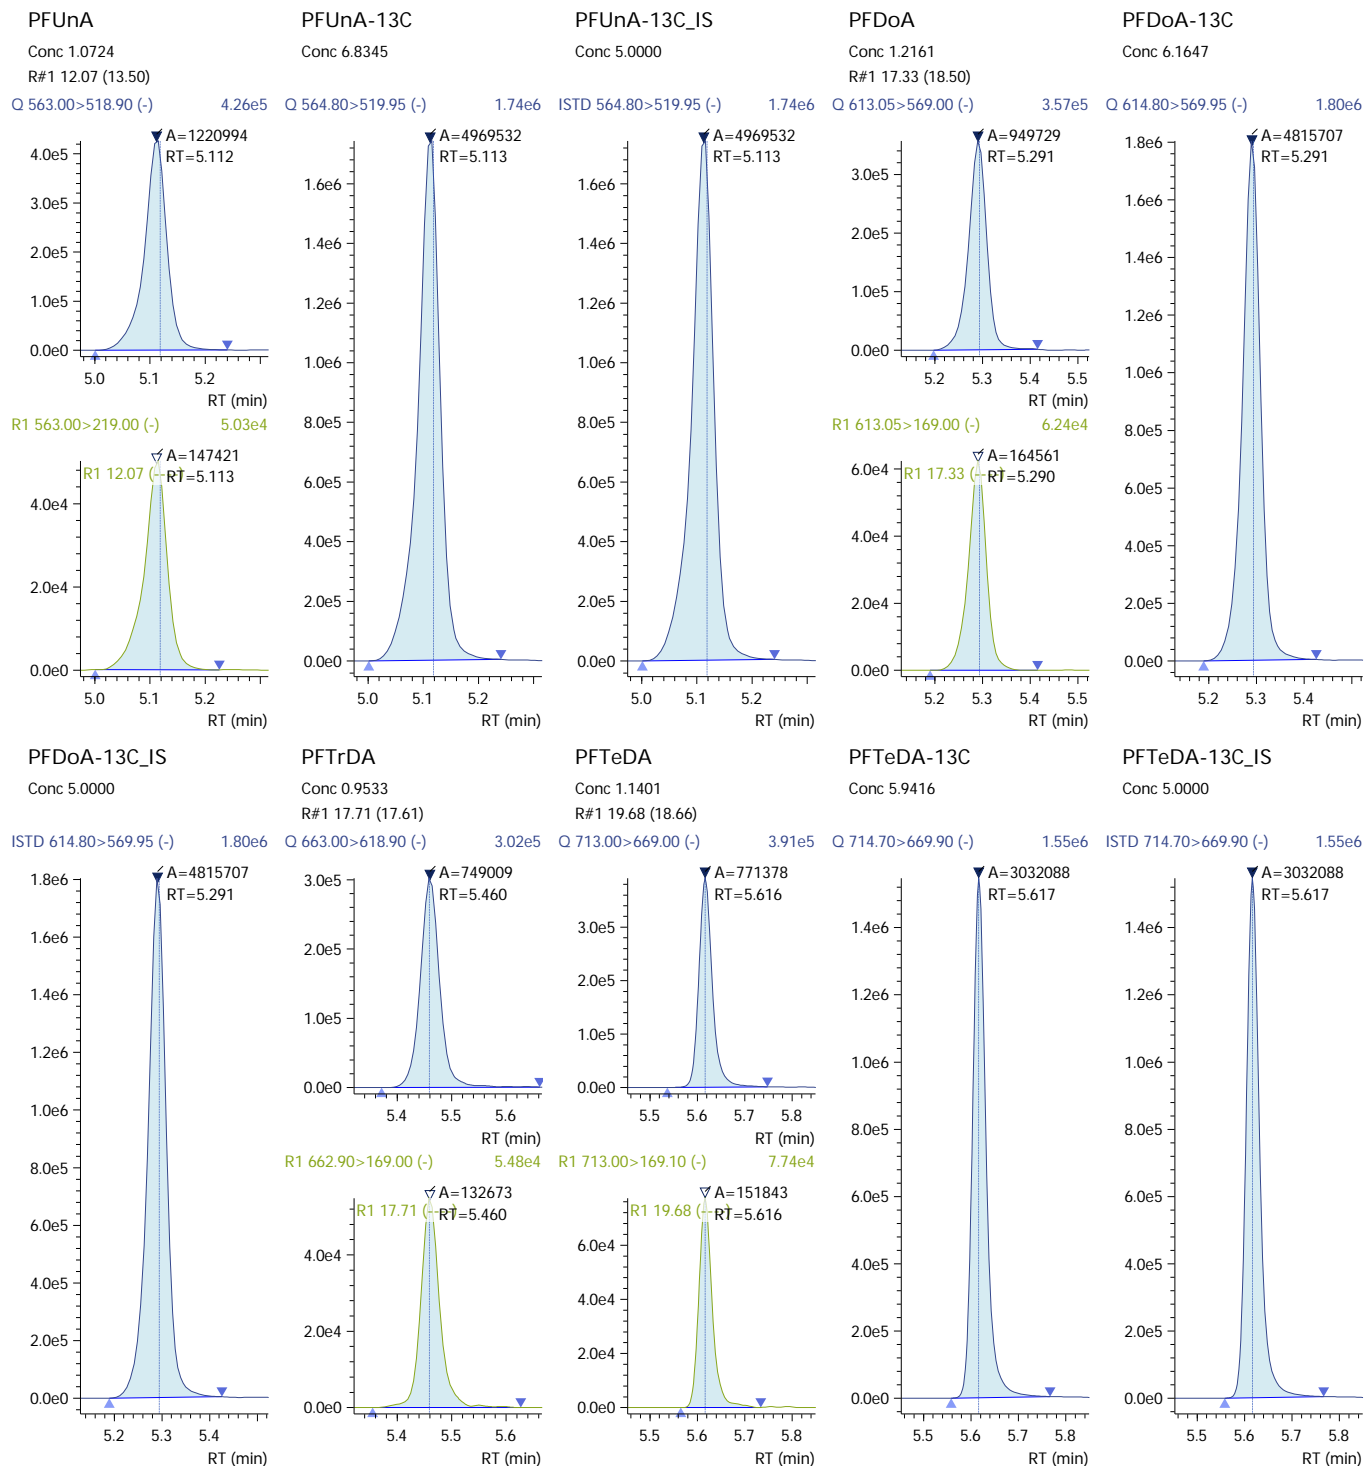 PFUnA
Conc 1.0724
R#1 12.07 (13.50)
Q 563.00>518.90 (-) 4.26e5
A=1220994
RT=5.112
4.0e5
3.0e5
2.0e5
1.0e5
0.0e0
5.0 5.1 5.2
RT (min)
R1 563.00>219.00 (-) 5.03e4
A=147421
R1 12.07 (
RT=5.113
4.0e4
2.0e4
0.0e0
5.0 5.1 5.2
RT (min)
PFUnA-13C
Conc 6.8345
Q 564.80>519.95 (-) 1.74e6
A=4969532
RT=5.113
1.6e6
1.4e6
1.2e6
1.0e6
8.0e5
6.0e5
4.0e5
2.0e5
0.0e0
5.0 5.1 5.2
RT (min)
PFUnA-13C_IS
Conc 5.0000
ISTD 564.80>519.95 (-) 1.74e6
A=4969532
RT=5.113
1.6e6
1.4e6
1.2e6
1.0e6
8.0e5
6.0e5
4.0e5
2.0e5
0.0e0
5.0 5.1 5.2
RT (min)
PFDoA
Conc 1.2161
R#1 17.33 (18.50)
Q 613.05>569.00 (-) 3.57e5
A=949729
RT=5.291
3.0e5
2.0e5
1.0e5
0.0e0
5.2 5.3 5.4 5.5
RT (min)
R1 613.05>169.00 (-) 6.24e4
A=164561
R1 17.33 (
RT=5.290
6.0e4
4.0e4
2.0e4
0.0e0
5.2 5.3 5.4 5.5
RT (min)
PFDoA-13C
Conc 6.1647
Q 614.80>569.95 (-) 1.80e6
A=4815707
RT=5.291
1.8e6
1.6e6
1.4e6
1.2e6
1.0e6
8.0e5
6.0e5
4.0e5
2.0e5
0.0e0
5.2 5.3 5.4
RT (min)
PFDoA-13C_IS
Conc 5.0000
ISTD 614.80>569.95 (-) 1.80e6
A=4815707
RT=5.291
1.8e6
1.6e6
1.4e6
1.2e6
1.0e6
8.0e5
6.0e5
4.0e5
2.0e5
0.0e0
5.2 5.3 5.4
RT (min)
PFTrDA
Conc 0.9533
R#1 17.71 (17.61)
Q 663.00>618.90 (-) 3.02e5
A=749009
RT=5.460
3.0e5
2.0e5
1.0e5
0.0e0
5.4 5.5 5.6
RT (min)
R1 662.90>169.00 (-) 5.48e4
A=132673
R1 17.71 (
RT=5.460
4.0e4
2.0e4
0.0e0
5.4 5.5 5.6
RT (min)
PFTeDA
Conc 1.1401
R#1 19.68 (18.66)
Q 713.00>669.00 (-) 3.91e5
A=771378
RT=5.616
3.0e5
2.0e5
1.0e5
0.0e0
5.5 5.6 5.7 5.8
RT (min)
R1 713.00>169.10 (-) 7.74e4
A=151843
R1 19.68 (
RT=5.616
6.0e4
4.0e4
2.0e4
0.0e0
5.5 5.6 5.7 5.8
RT (min)
PFTeDA-13C
Conc 5.9416
Q 714.70>669.90 (-) 1.55e6
A=3032088
RT=5.617
1.4e6
1.2e6
1.0e6
8.0e5
6.0e5
4.0e5
2.0e5
0.0e0
5.5 5.6 5.7 5.8
RT (min)
PFTeDA-13C_IS
Conc 5.0000
ISTD 714.70>669.90 (-) 1.55e6
A=3032088
RT=5.617
1.4e6
1.2e6
1.0e6
8.0e5
6.0e5
4.0e5
2.0e5
0.0e0
5.5 5.6 5.7 5.8
RT (min)